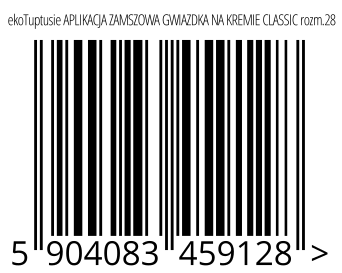 ekoTuptusie APLIKACJA ZAMSZOWA GWIAZDKA NA KREMIE CLASSIC rozm.28
5 904083 459128 >